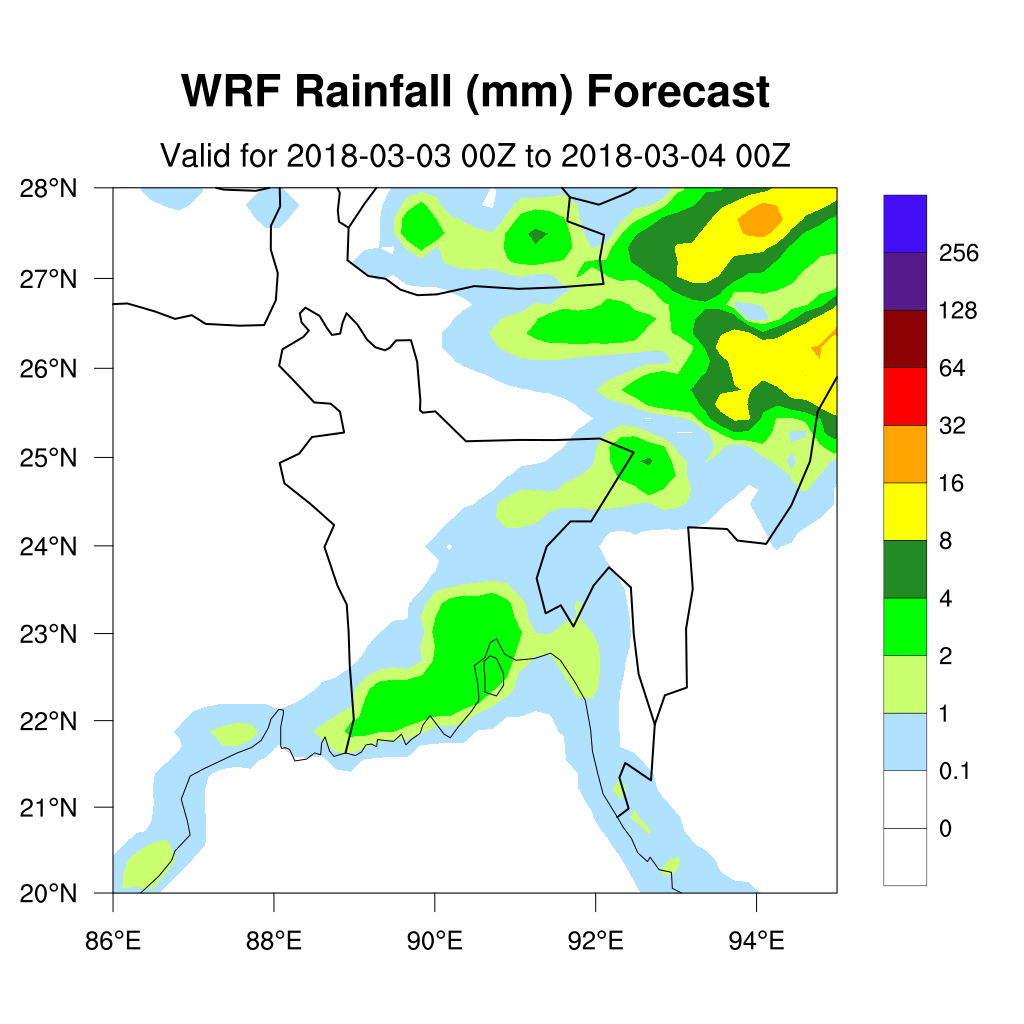 WRF Rainfall (mm) Forecast
Valid for 2018-03-03 00Z to 2018-03-04 00Z
28°N
27°N
26°N
25°N
24°N
23°N
22°N
21°N
20°N
86°E 88°E 90°E 92°E 94°E
256
128
64
32
16
8
4
2
1
0.1
0